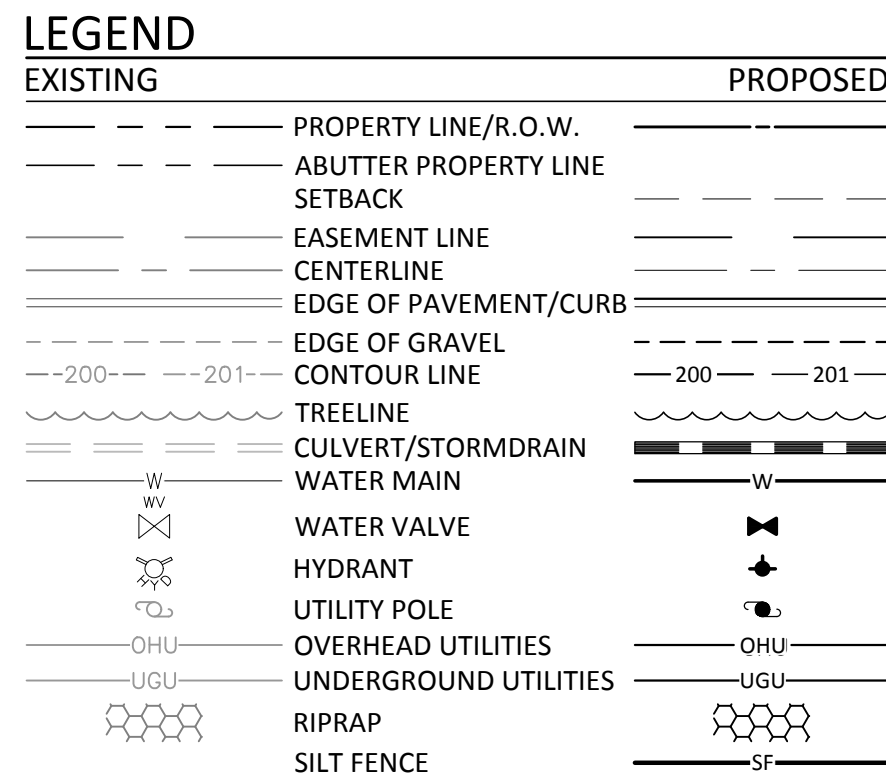 LEGEND
EXISTING PROPOSED
PROPERTY LINE/R.O.W.
ABUTTER PROPERTY LINE
SETBACK
EASEMENT LINE
CENTERLINE
EDGE OF PAVEMENT/CURB
EDGE OF GRAVEL
200 201 CONTOUR LINE 200 201
TREELINE
CULVERT/STORMDRAIN
W WATER MAIN W
WV
WATER VALVE
HYD HYDRANT
UTILITY POLE
OHU OVERHEAD UTILITIES OHU
UGU UNDERGROUND UTILITIES UGU
RIPRAP
SILT FENCE SF